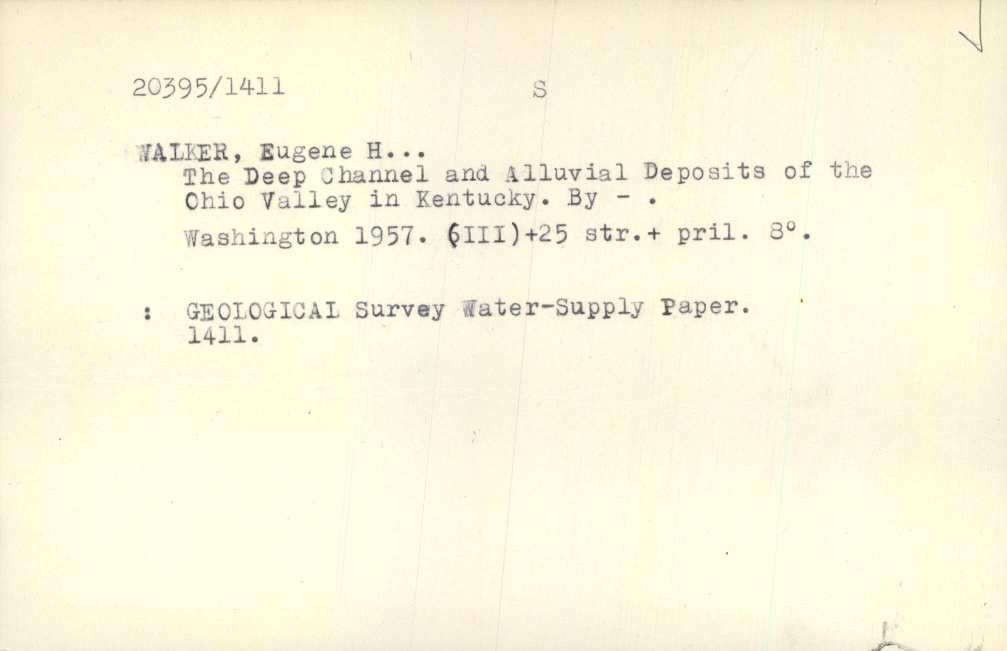 20395/1411 S
WALKER, Eugene H...
The Deep Channel and Alluvial Deposits of the
Ohio Valley in Kentucky. By - .
Washington 1957. (III)+25 str.+ pril. 8º.
: GEOLOGICAL Survey Water-Supply Paper.
1411.